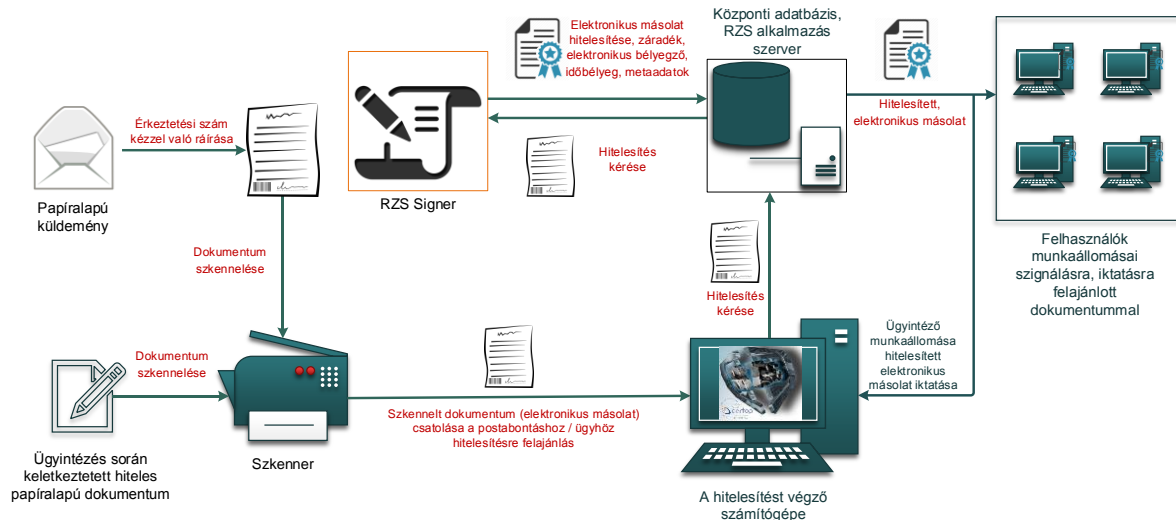 Elektronikus másolat
hitelesítése, záradék,
elektronikus bélyegző,
időbélyeg, metaadatok
Központi adatbázis,
RZS alkalmazás
szerver
Érkeztetési szám
kézzel való ráírása
Hitelesített,
elektronikus másolat
Hitelesítés
kérése
Papíralapú
küldemény
RZS Signer
Felhasználók
munkaállomásai
szignálásra, iktatásra
felajánlott
dokumentummal
Dokumentum
szkennelése
Hitelesítés
kérése
Dokumentum
szkennelése
Ügyintéző
munkaállomása
hitelesített
elektronikus
másolat iktatása
Szkennelt dokumentum (elektronikus másolat)
csatolása a postabontáshoz / ügyhöz
hitelesítésre felajánlás
Szkenner
Ügyintézés során
keletkeztetett hiteles
papíralapú dokumentum
A hitelesítést végző
számítógépe